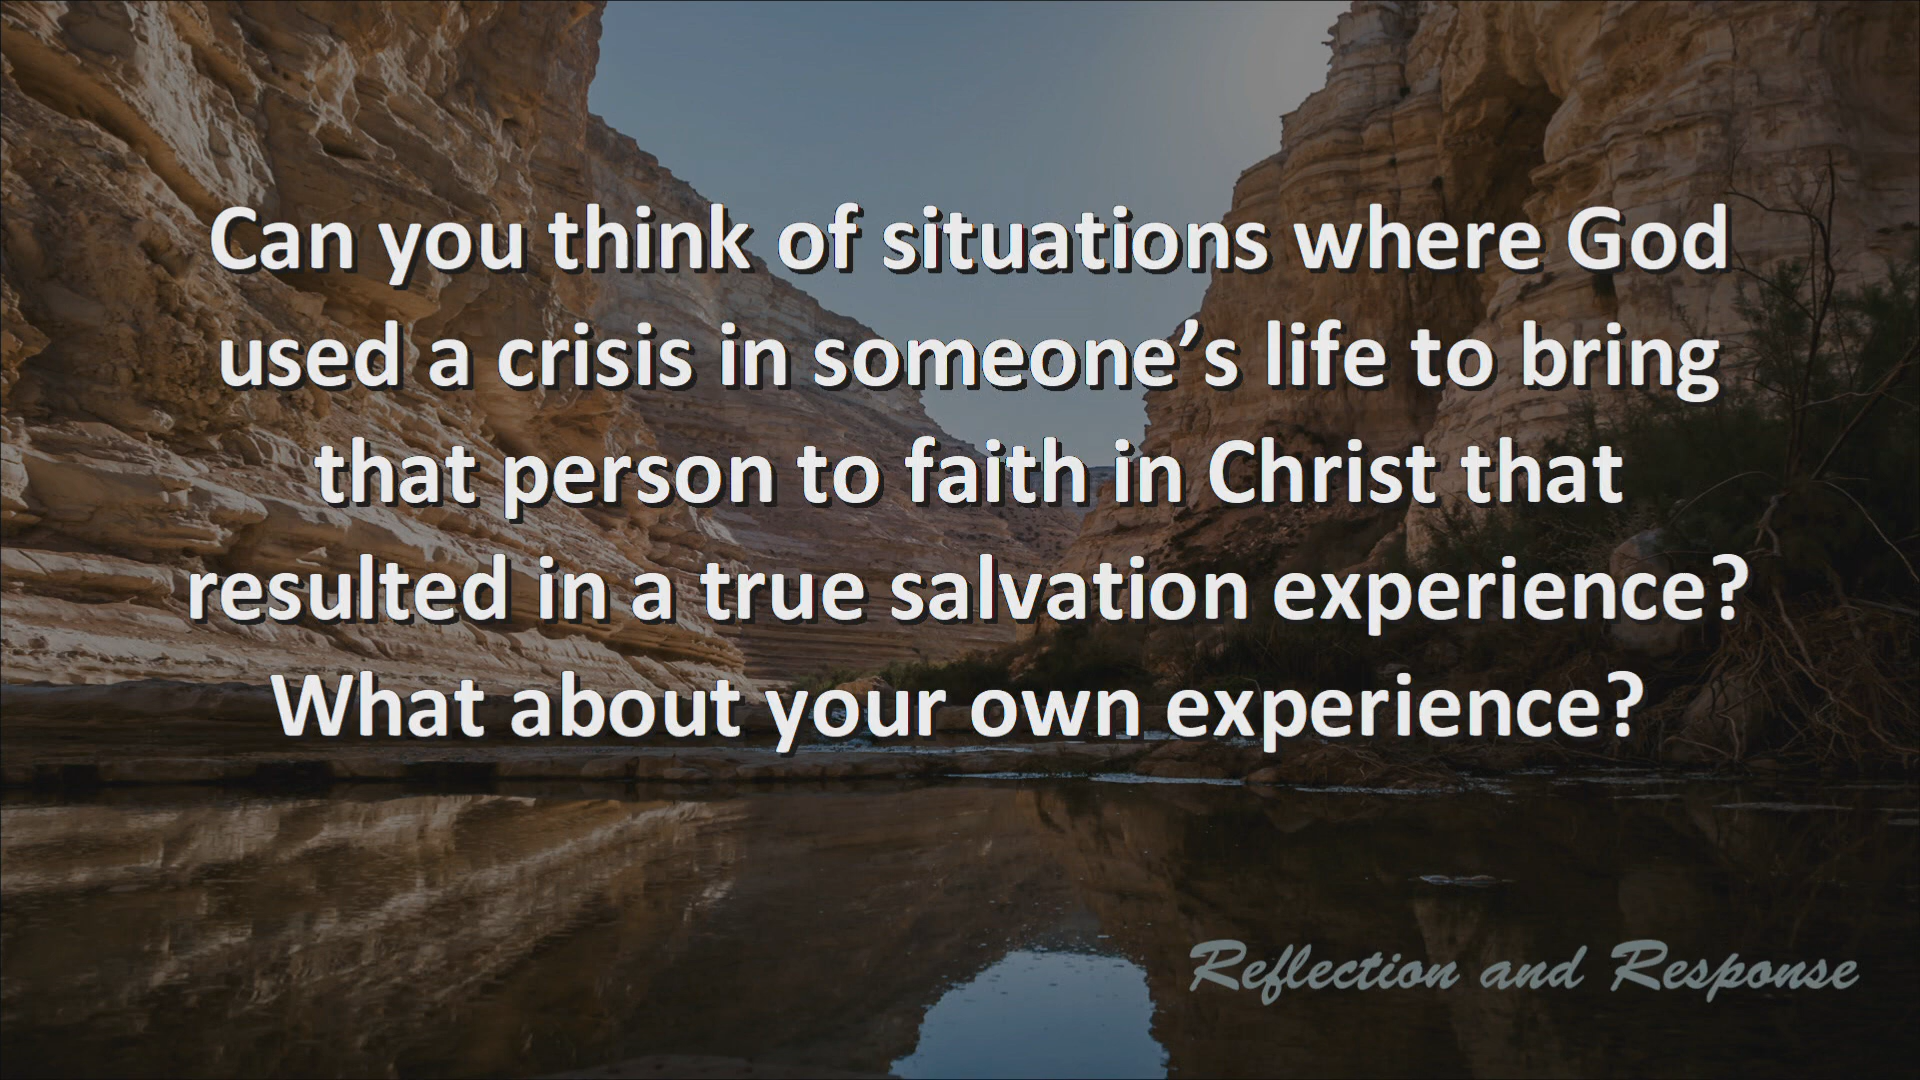 Can you think of situations where God
used a crisis in someone’s life to bring
that person to faith in Christ that
resulted in a true salvation experience?
What about your own experience?
Reflection and Response